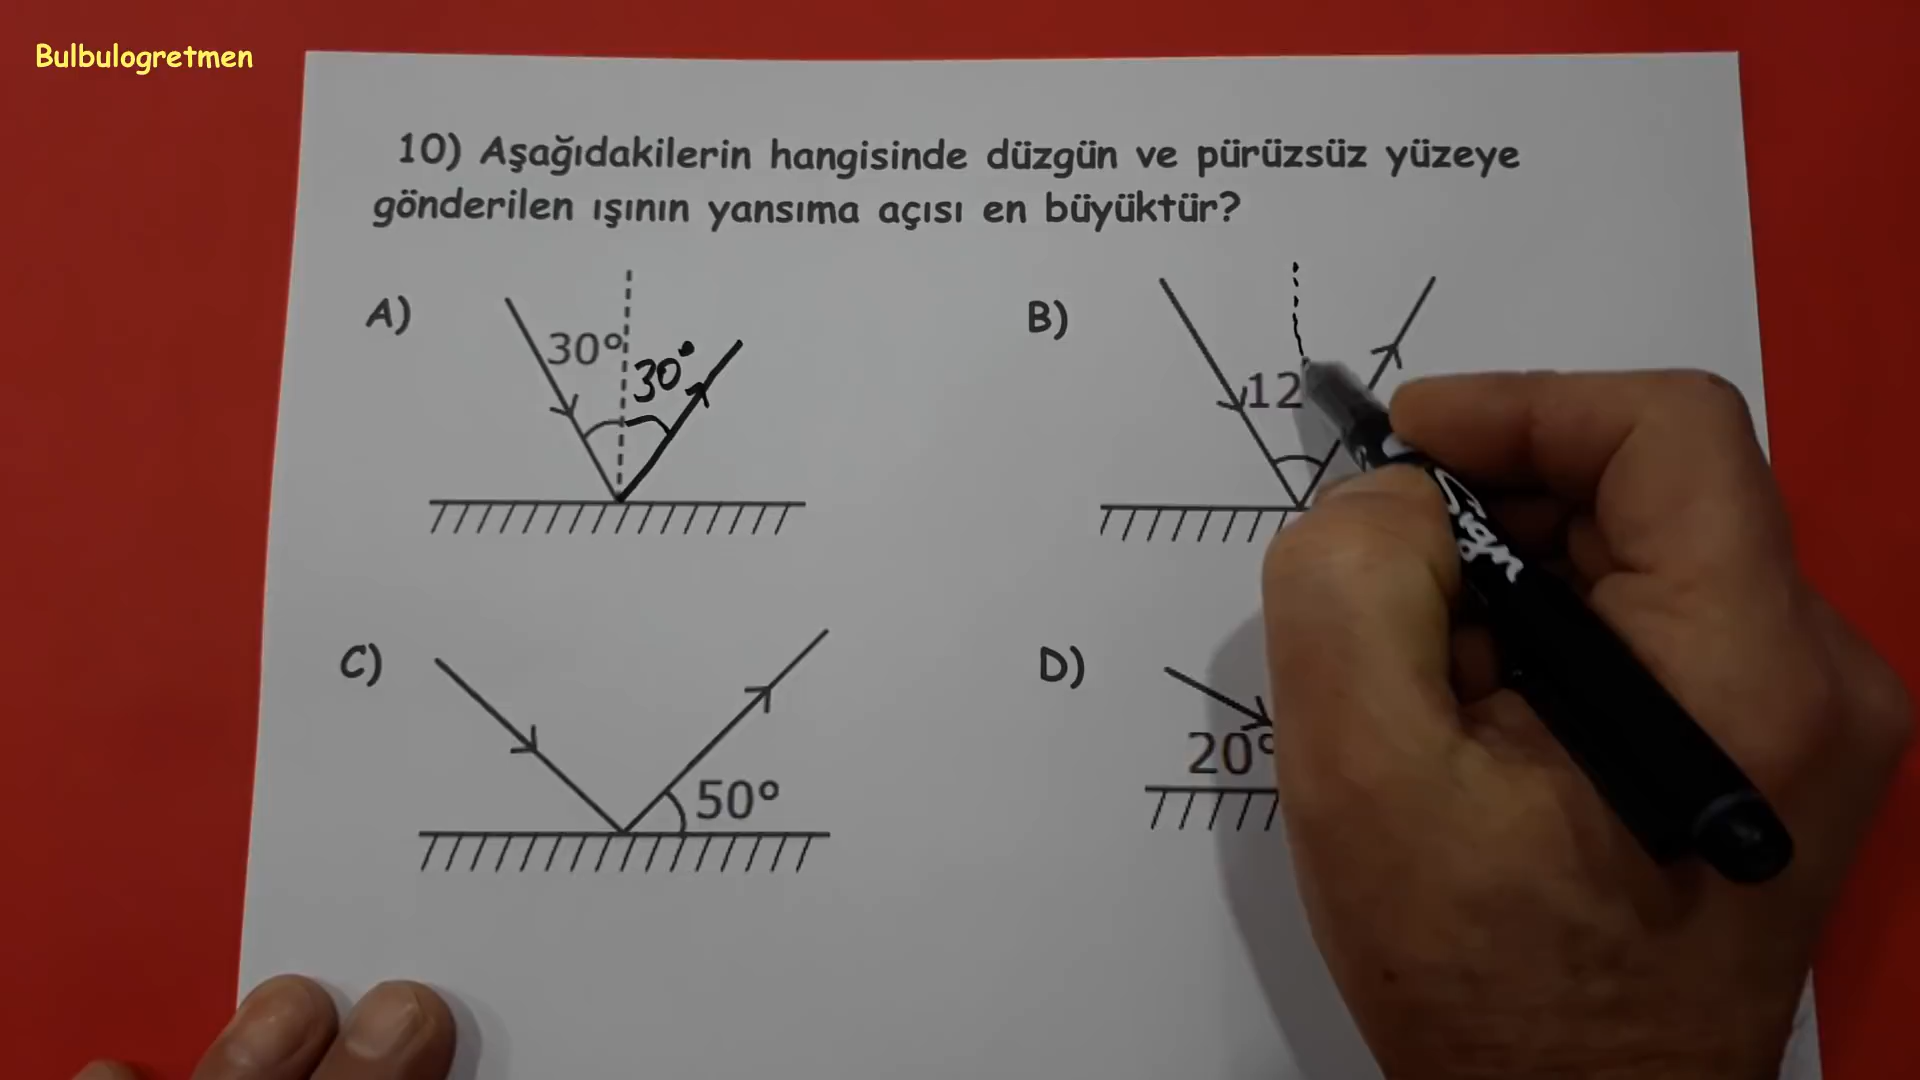 Bulbulogretmen
10) Aşağıdakilerin hangisinde düzgün ve pürüzsüz yüzeye
gönderilen ışının yansıma açısı en büyüktür?
A)
30°
30°
B)
12
C)
50°
D)
20°
Sign